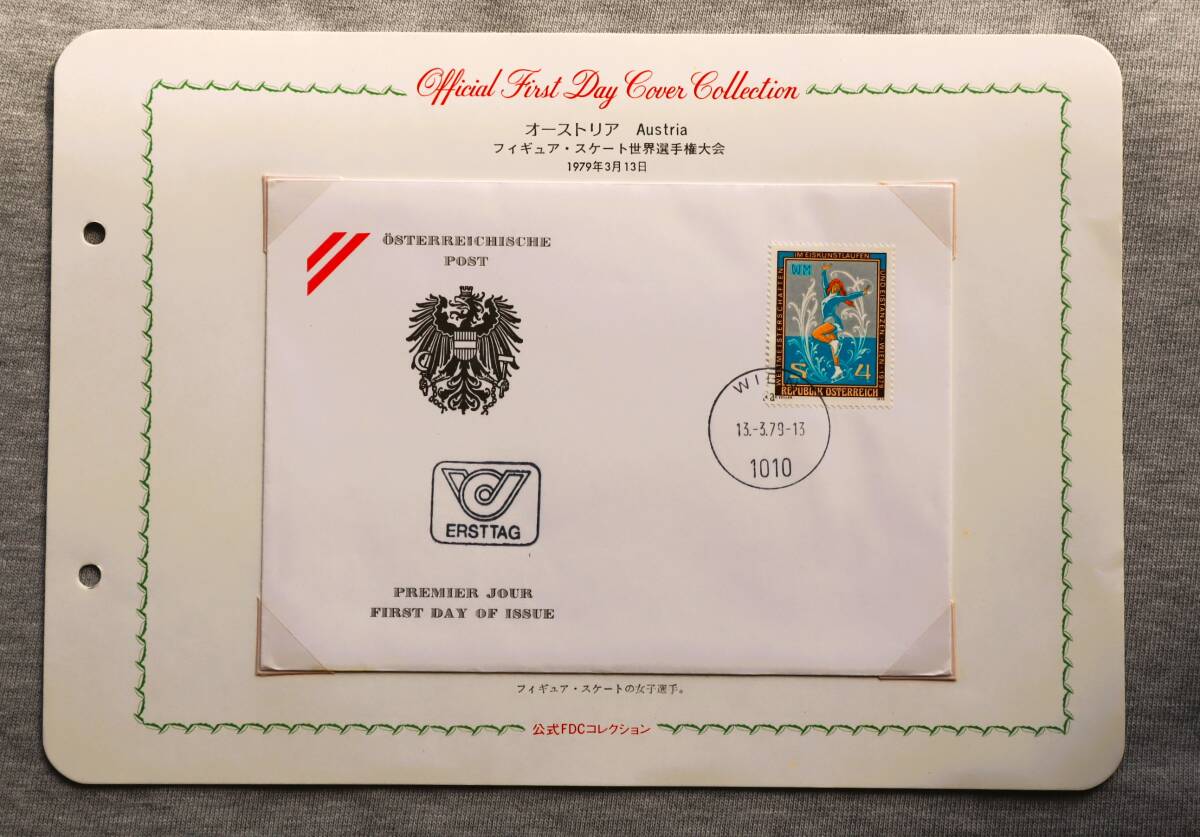 Official First Day Cover Collection
オーストリア Austria
フィギュア・スケート世界選手権大会
1979年3月13日
ÖSTERREICHISCHE
POST
WELTMEISTERSCHAFTEN
IM EISKUNSTLAUFEN
UND EISTANZEN, WIEN
WM
S 4
REPUBLIK ÖSTERREICH
13.-3.79-13
1010
ERSTTAG
PREMIER JOUR
FIRST DAY OF ISSUE
フィギュア・スケートの女子選手。
公式FDCコレクション